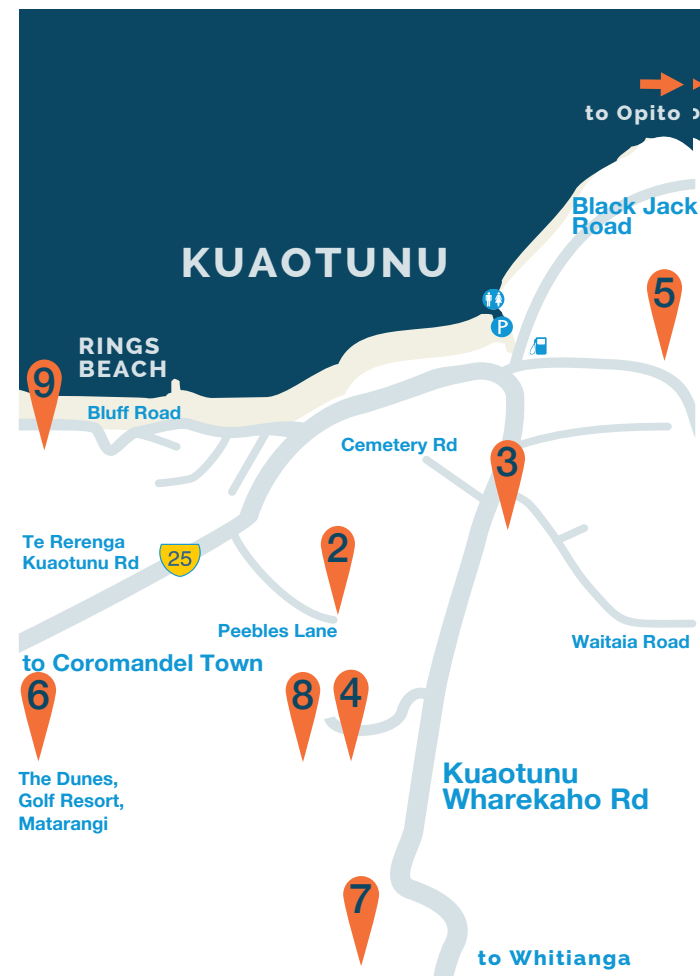 to Opito
Black Jack
Road
KUAOTUNU
5
P
RINGS
BEACH
9
Bluff Road
Cemetery Rd
3
Te Rerenga
Kuaotunu Rd
25
2
Peebles Lane
Waitaia Road
to Coromandel Town
6
8
4
The Dunes,
Golf Resort,
Matarangi
Kuaotunu
Wharekaho Rd
7
to Whitianga